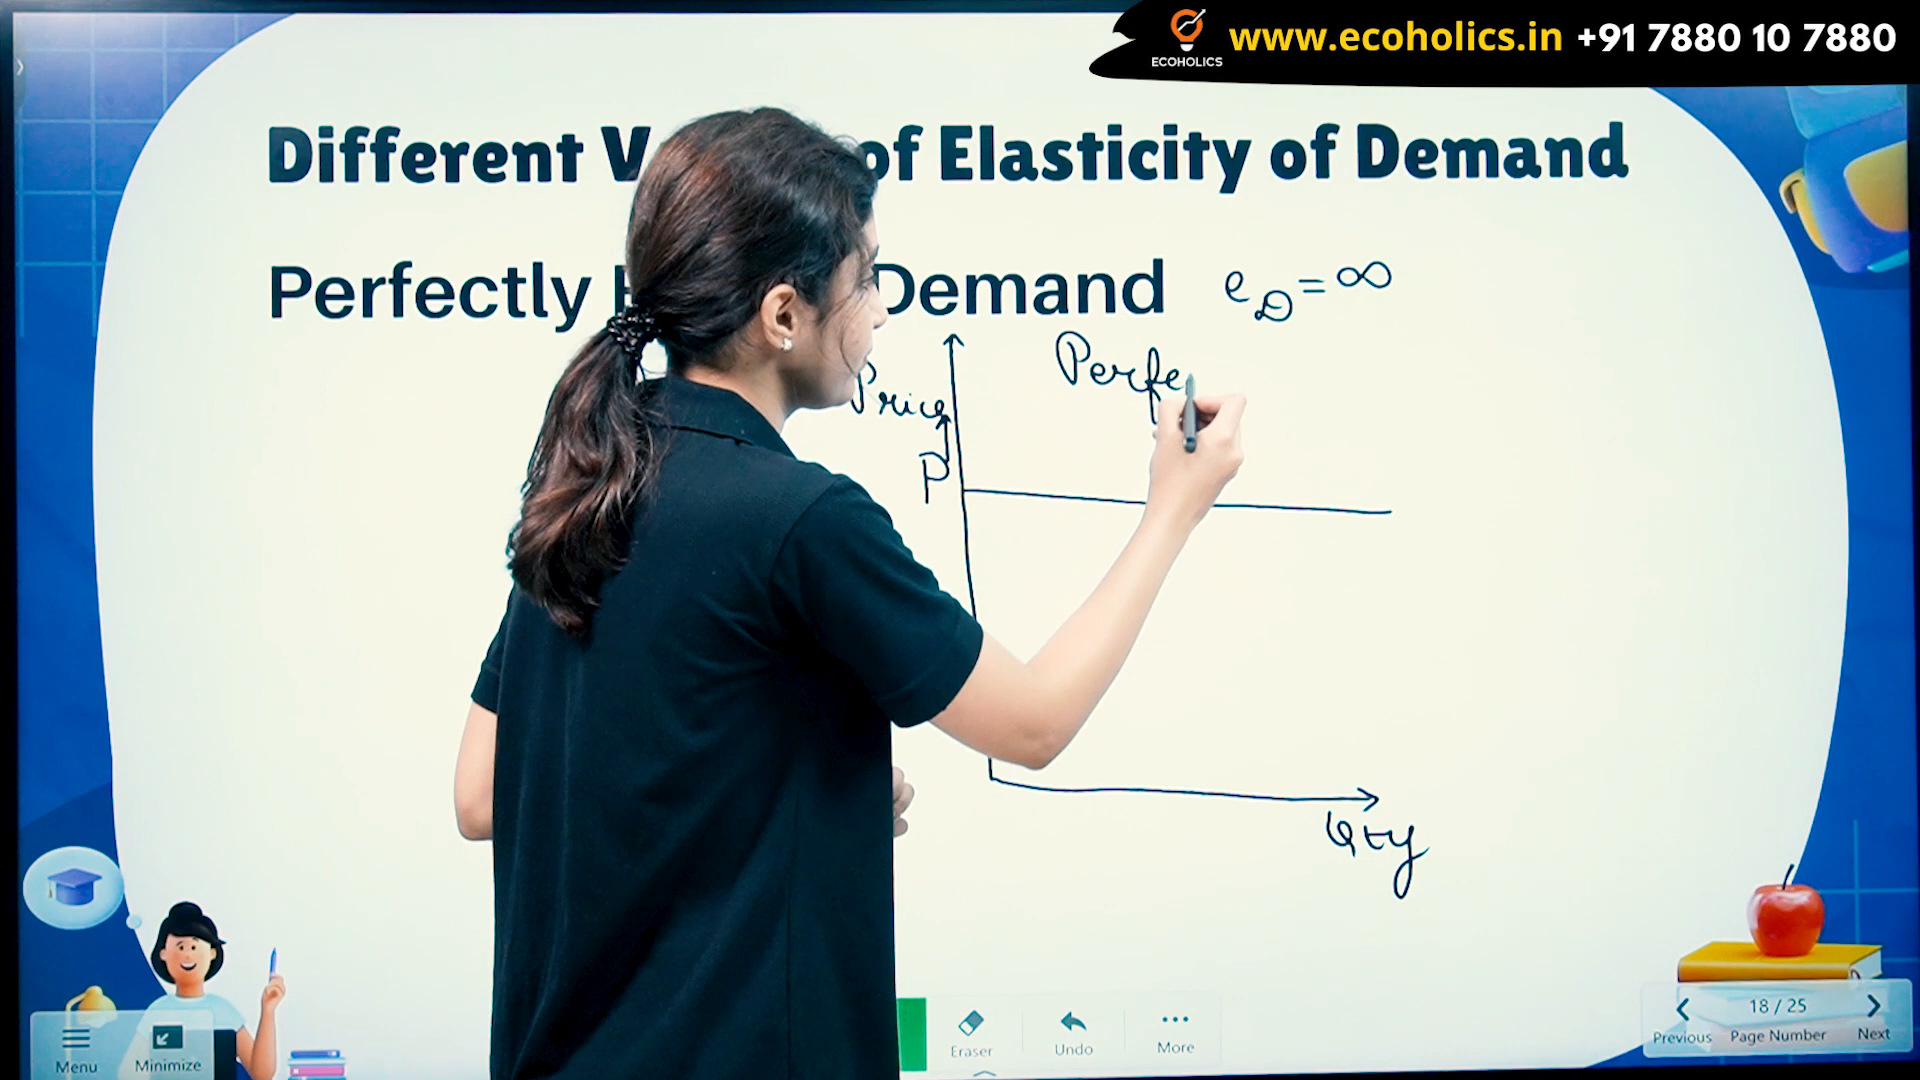 ECOHOLICS
www.ecoholics.in +91 7880 10 7880
Different of Elasticity of Demand
Perfectly Demand
e_D = ∞
Perfe
Price
P
Qty
Menu
Minimize
Eraser
Undo
More
Previous
18 / 25
Page Number
Next